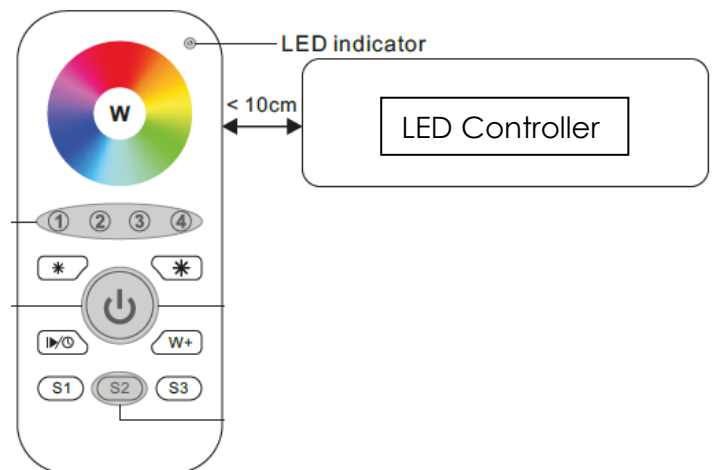 LED indicator
W
< 10cm
LED Controller
1 2 3 4
W+
S1 S2 S3